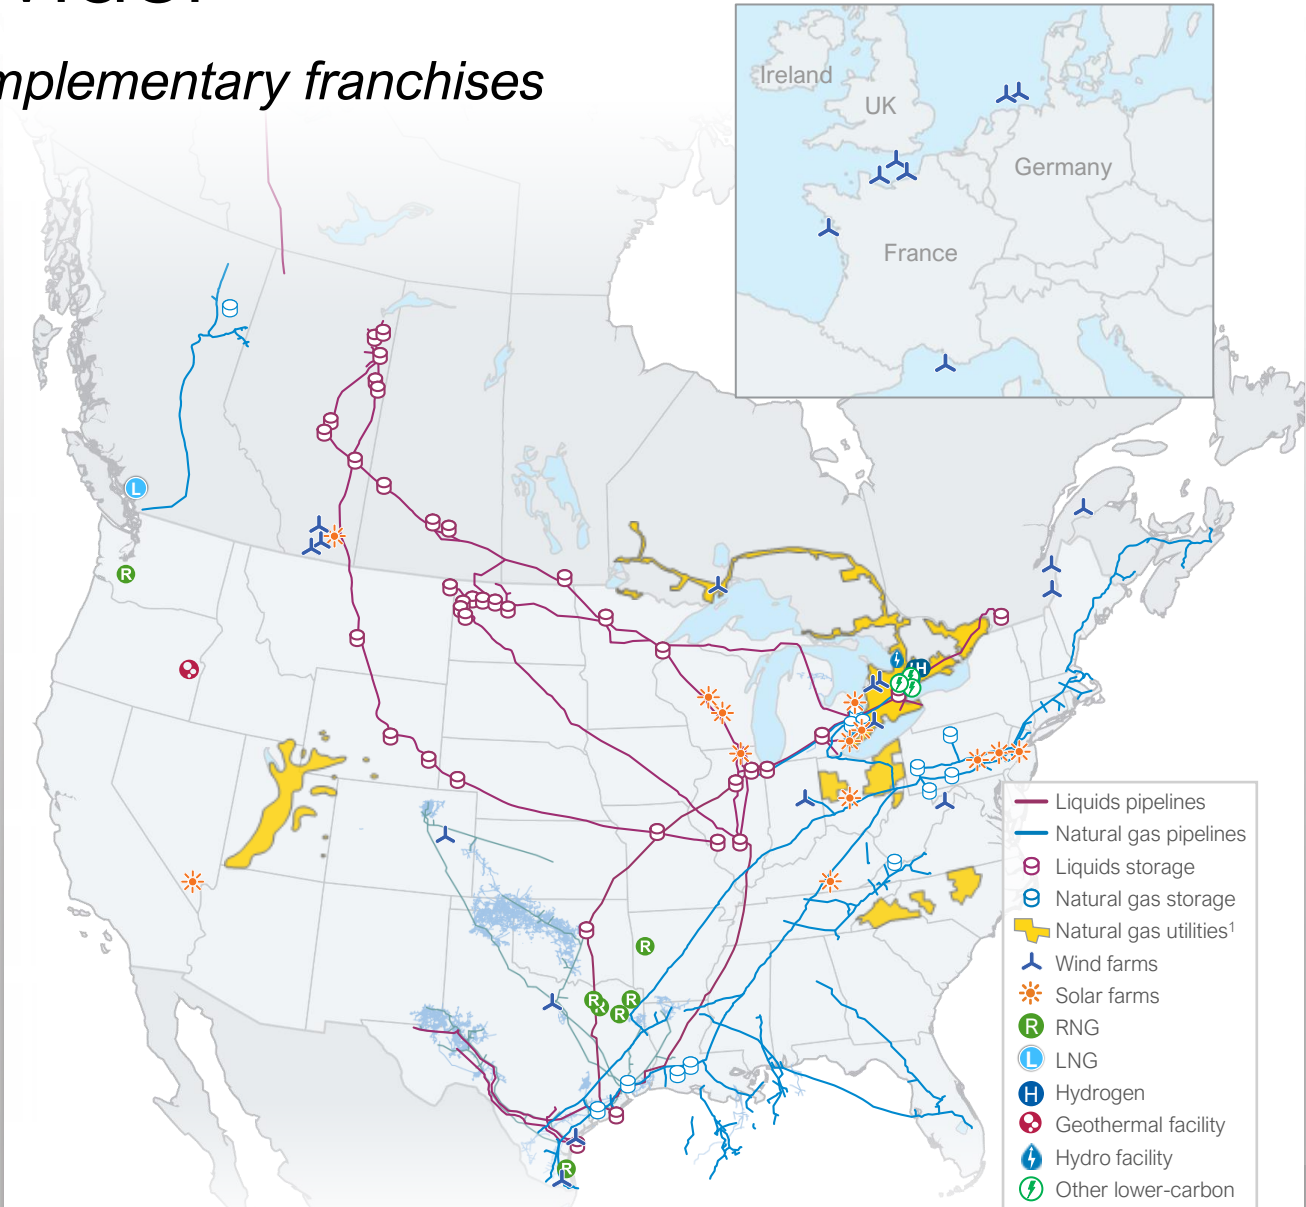 mplementary franchises
Ireland
UK
Germany
France
L
R
H
R
R
R
R
R
R
Liquids pipelines
Natural gas pipelines
Liquids storage
Natural gas storage
Natural gas utilities¹
Wind farms
Solar farms
R RNG
L LNG
H Hydrogen
Geothermal facility
Hydro facility
Other lower-carbon